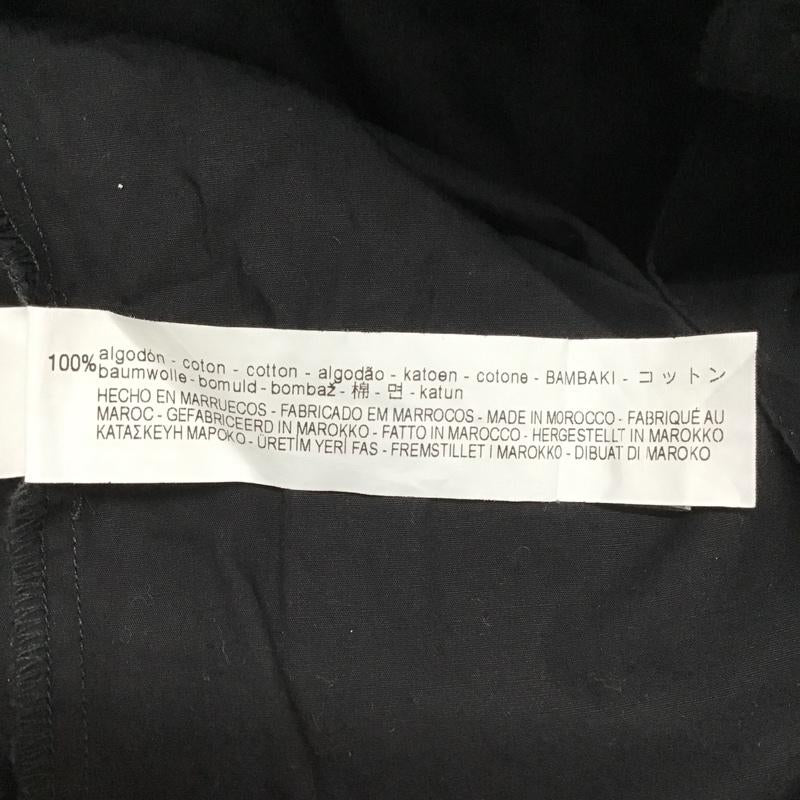 100% algodón - coton - cotton - algodão - katoen - cotone - BAMBAKI - コットン
baumwolle - bomuld - bombaž - 棉 - 면 - katun
HECHO EN MARRUECOS - FABRICADO EM MARROCOS - MADE IN MOROCCO - FABRIQUÉ AU
MAROC - GEFABRICEERD IN MAROKKO - FATTO IN MAROCCO - HERGESTELLT IN MAROKKO
ΚΑΤΑΣΚΕΥΗ ΜΑΡΟΚΟ - ÜRETİM YERİ FAS - FREMSTILLET I MAROKKO - DIBUAT DI MAROKO